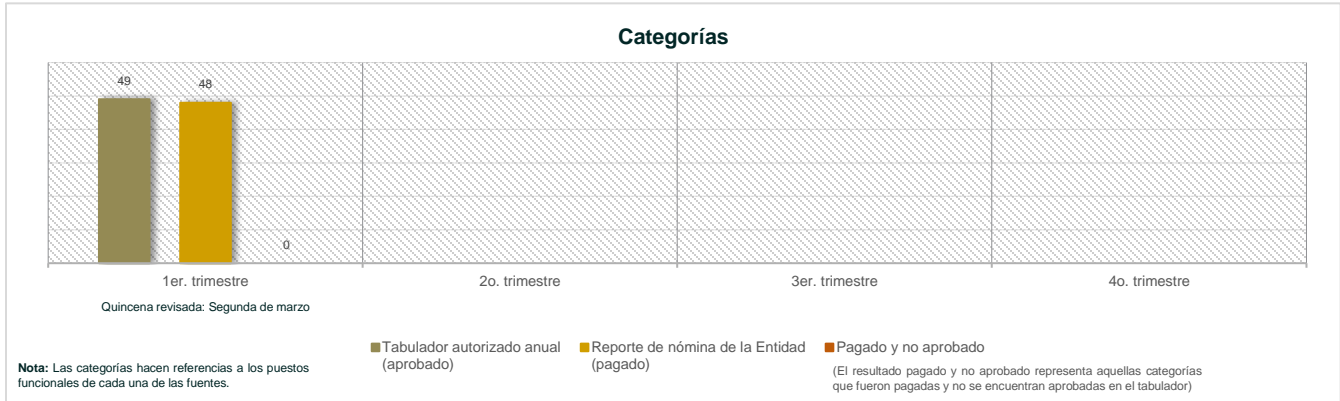 Categorías
49
48
0
1er. trimestre
2o. trimestre
3er. trimestre
4o. trimestre
Quincena revisada: Segunda de marzo
Tabulador autorizado anual
(aprobado)
Reporte de nómina de la Entidad
(pagado)
Pagado y no aprobado
(El resultado pagado y no aprobado representa aquellas categorías
que fueron pagadas y no se encuentran aprobadas en el tabulador)
Nota: Las categorías hacen referencias a los puestos
funcionales de cada una de las fuentes.